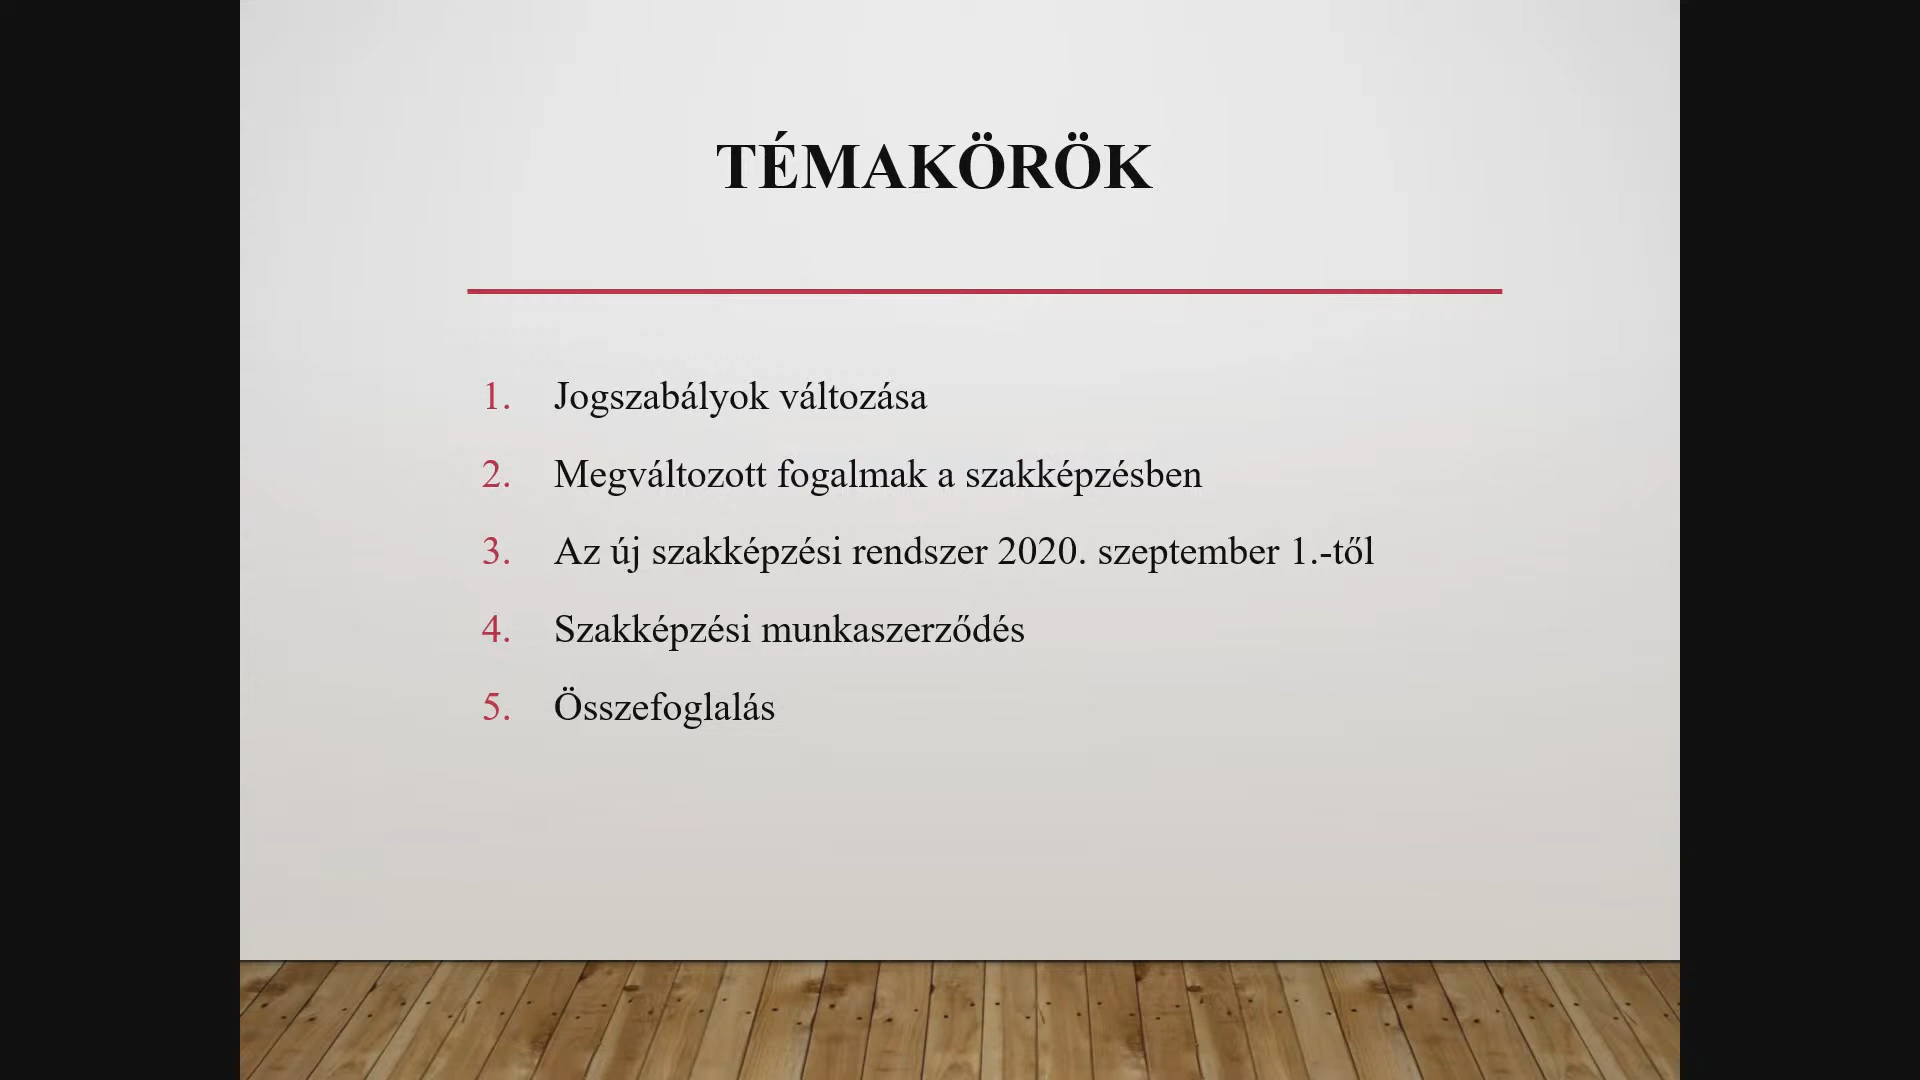 TÉMAKÖRÖK
1. Jogszabályok változása
2. Megváltozott fogalmak a szakképzésben
3. Az új szakképzési rendszer 2020. szeptember 1.-től
4. Szakképzési munkaszerződés
5. Összefoglalás